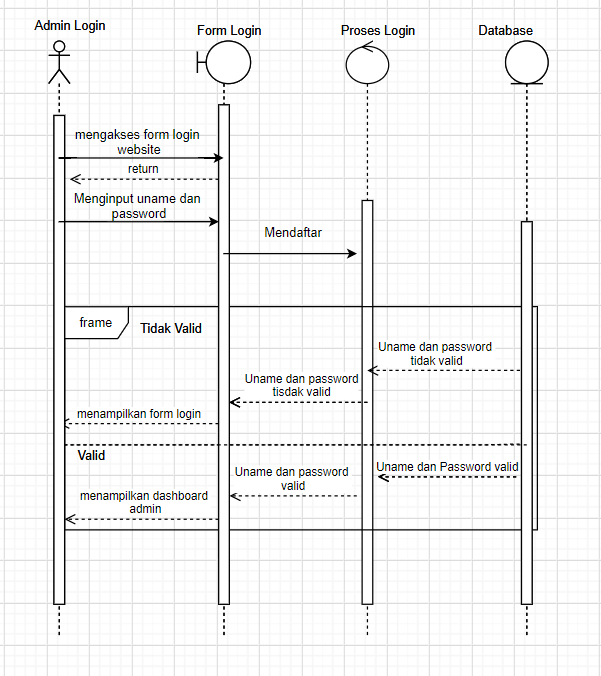 Admin Login
Form Login
Proses Login
Database
mengakses form login
website
return
Menginput uname dan
password
Mendaftar
frame
Tidak Valid
Uname dan password
tidak valid
Uname dan password
tisdak valid
menampilkan form login
Valid
Uname dan Password valid
Uname dan password
valid
menampilkan dashboard
admin